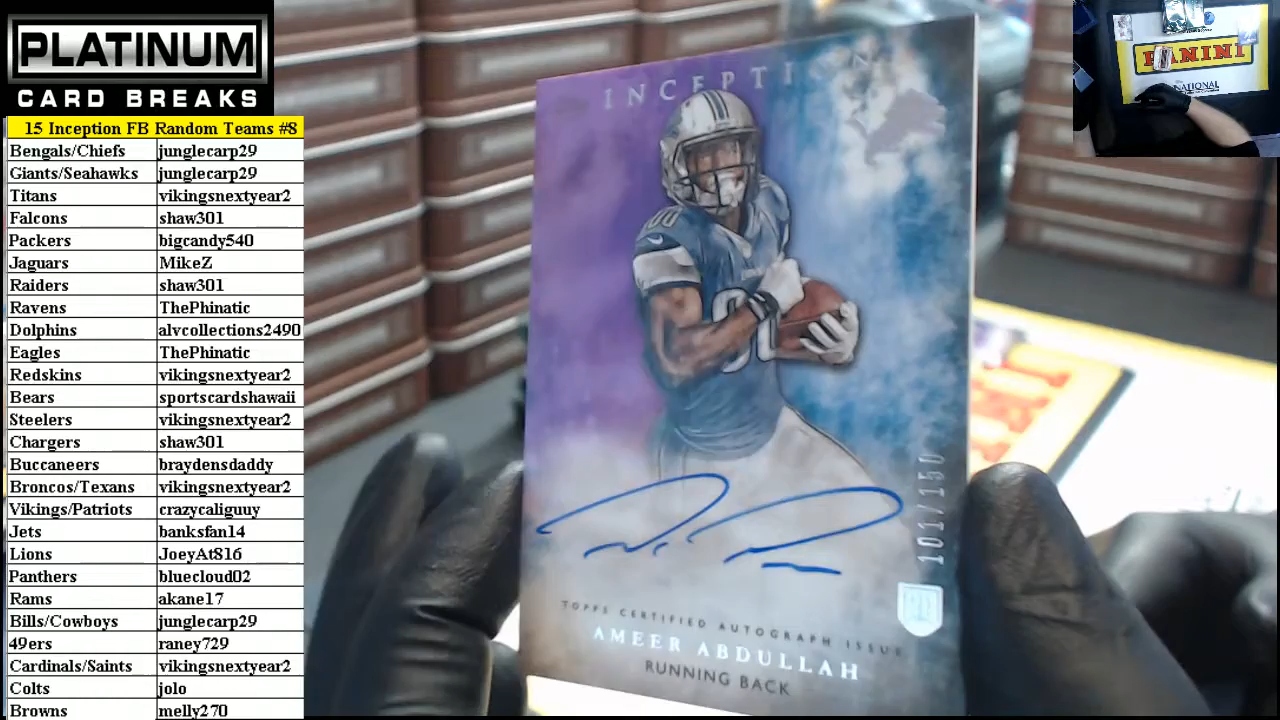 PLATINUM
CARD BREAKS
15 Inception FB Random Teams #8
Bengals/Chiefs junglecarp29
Giants/Seahawks junglecarp29
Titans vikingsnextyear2
Falcons shaw301
Packers bigcandy540
Jaguars MikeZ
Raiders shaw301
Ravens ThePhinatic
Dolphins alvcollections2490
Eagles ThePhinatic
Redskins vikingsnextyear2
Bears sportscardshawaii
Steelers vikingsnextyear2
Chargers shaw301
Buccaneers braydensdaddy
Broncos/Texans vikingsnextyear2
Vikings/Patriots crazycaliguuy
Jets banksfan14
Lions JoeyAt816
Panthers bluecloud02
Rams akane17
Bills/Cowboys junglecarp29
49ers raney729
Cardinals/Saints vikingsnextyear2
Colts jolo
Browns melly270
INCEPTION
101/150
TOPPS CERTIFIED AUTOGRAPH ISSUE
AMEER ABDULLAH
RUNNING BACK
PANINI
NATIONAL